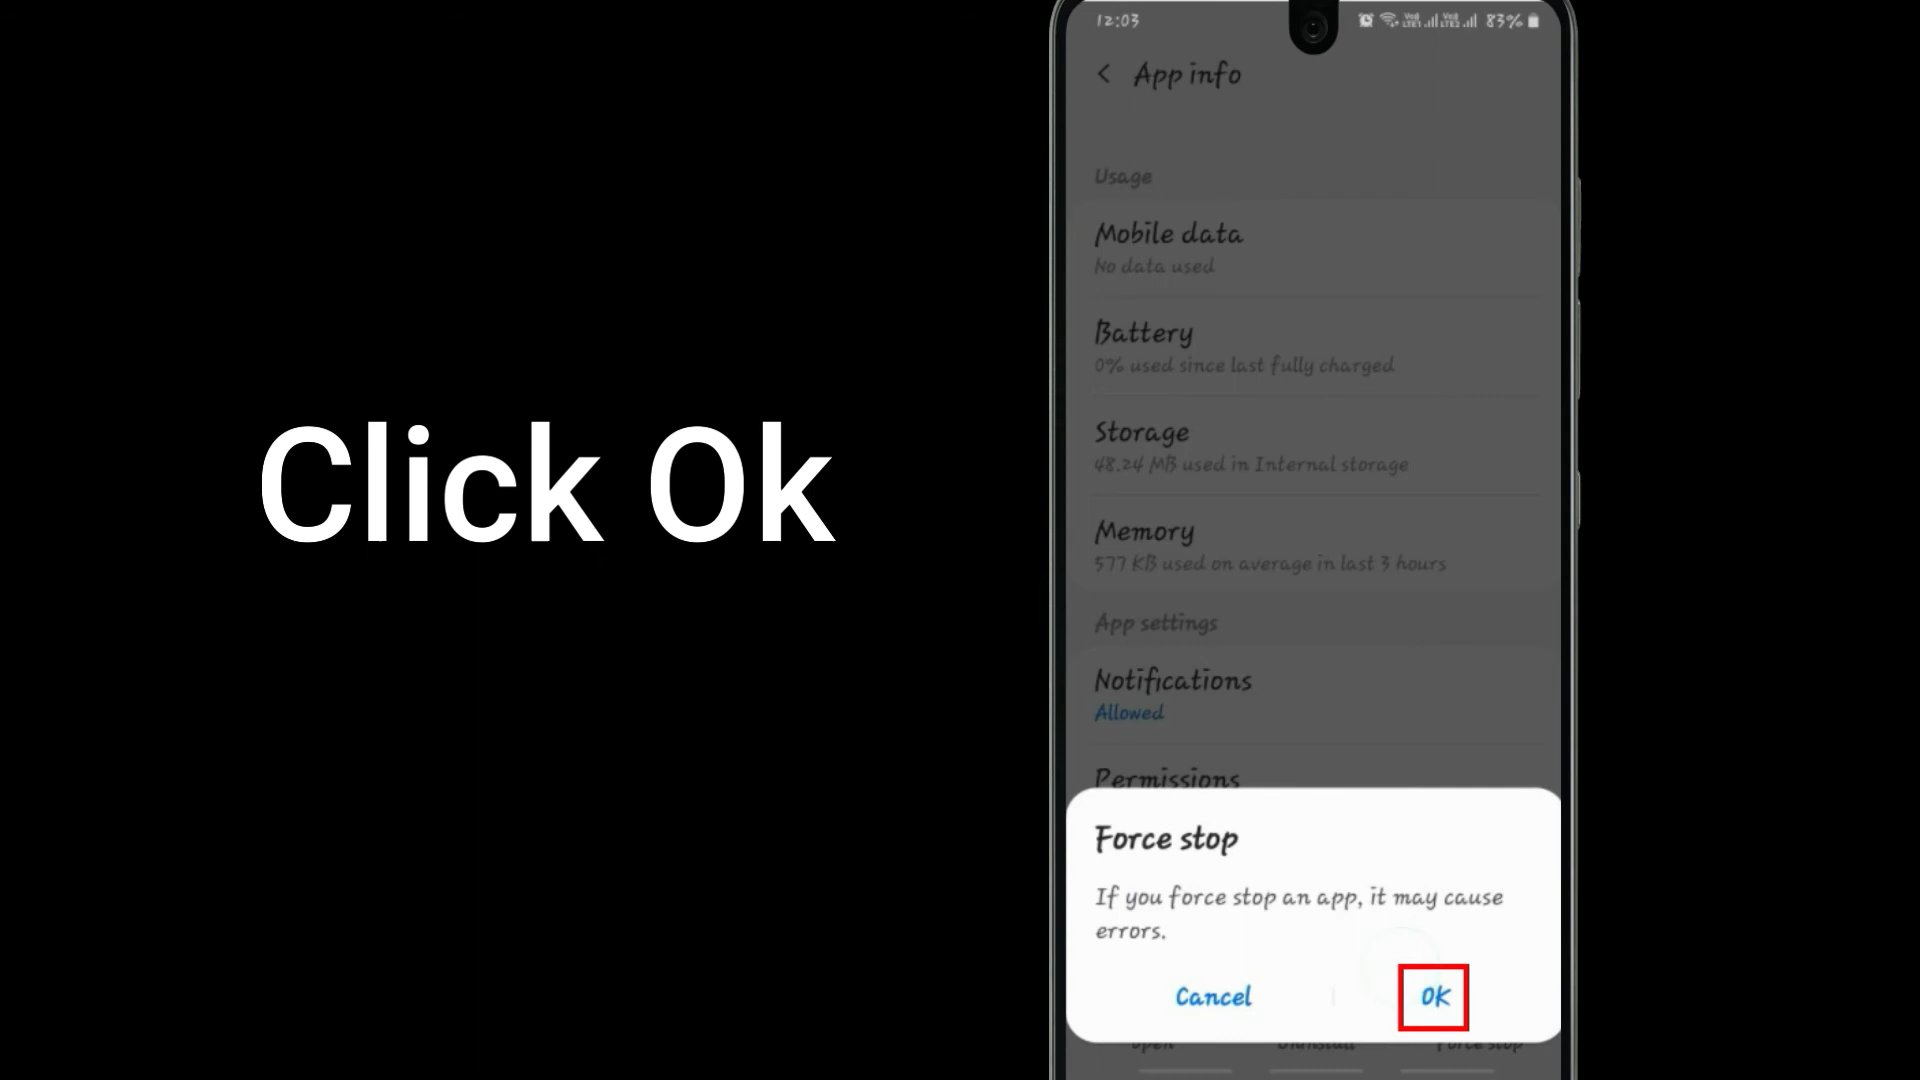 Click Ok
12:03
83%
App info
Usage
Mobile data
No data used
Battery
0% used since last fully charged
Storage
48.24 MB used in Internal storage
Memory
577 KB used on average in last 3 hours
App settings
Notifications
Allowed
Permissions
Force stop
If you force stop an app, it may cause
errors.
Cancel
OK
Open Uninstall Force stop